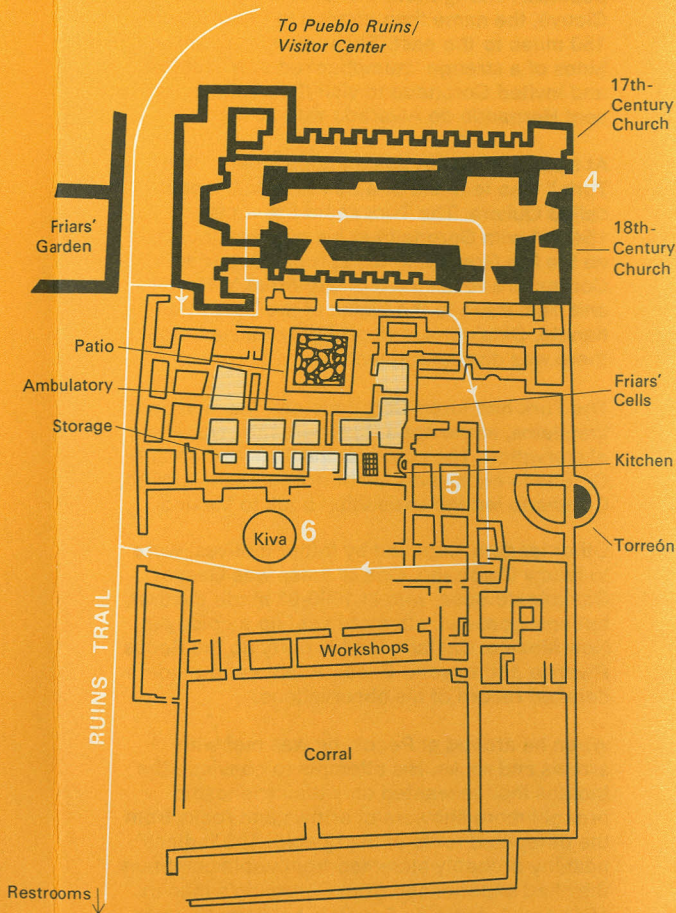 To Pueblo Ruins/
Visitor Center
17th-
Century
Church
4
Friars'
Garden
18th-
Century
Church
Patio
Ambulatory
Storage
Friars'
Cells
Kitchen
5
Kiva
6
Torreón
RUINS TRAIL
Workshops
Corral
Restrooms